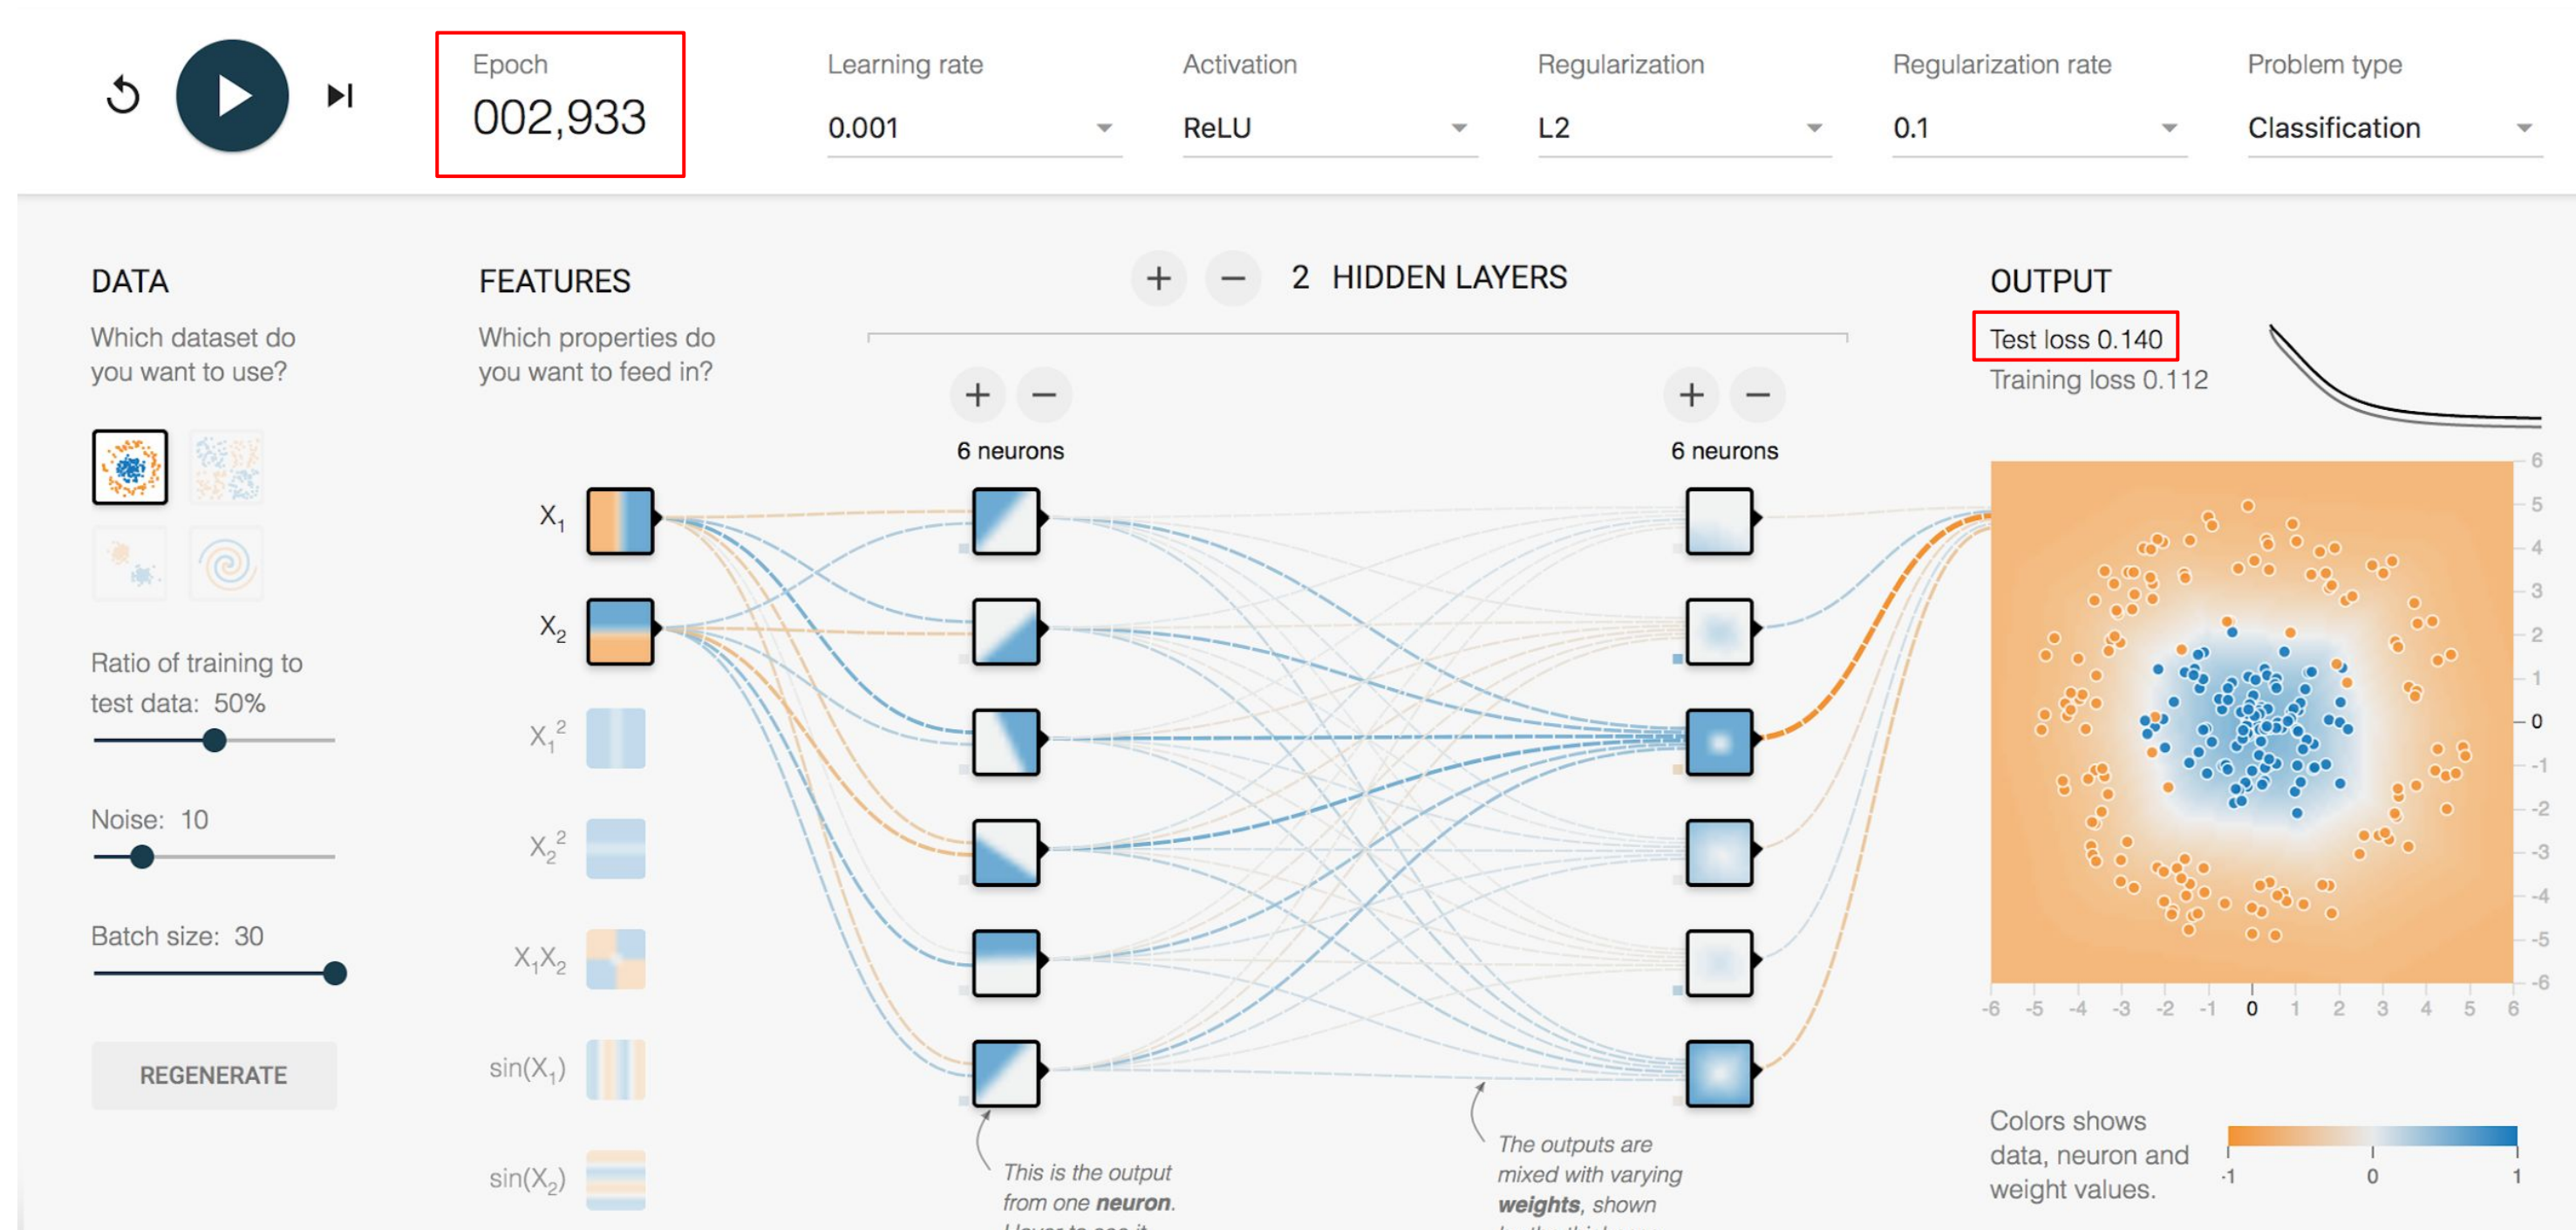 Epoch
002,933
Learning rate
0.001
Activation
ReLU
Regularization
L2
Regularization rate
0.1
Problem type
Classification
DATA
Which dataset do
you want to use?
Ratio of training to
test data: 50%
Noise: 10
Batch size: 30
REGENERATE
FEATURES
Which properties do
you want to feed in?
X₁
X₂
X₁²
X₂²
X₁X₂
sin(X₁)
sin(X₂)
+ − 2 HIDDEN LAYERS
+ −
6 neurons
+ −
6 neurons
This is the output
from one neuron.
The outputs are
mixed with varying
weights, shown
OUTPUT
Test loss 0.140
Training loss 0.112
6
5
4
3
2
1
0
-1
-2
-3
-4
-5
-6
-6 -5 -4 -3 -2 -1 0 1 2 3 4 5 6
Colors shows
data, neuron and
weight values.
-1 0 1